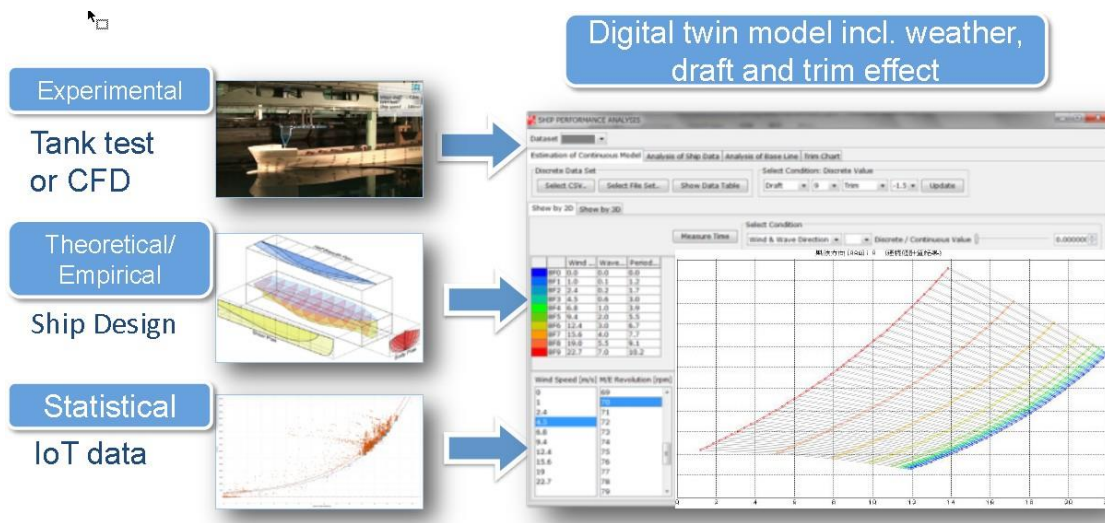 Digital twin model incl. weather,
draft and trim effect
Experimental
Tank test
or CFD
Theoretical/
Empirical
Ship Design
Statistical
IoT data
SHIP PERFORMANCE ANALYSIS
Dataset
Estimation of Continuous Model Analysis of Ship Data Analysis of Base Line Trim Chart
Discrete Data Set
Select CSV... Select File Set... Show Data Table
Select Condition: Discrete Value
Draft 9 Trim -1.5 Update
Show by 2D Show by 3D
Measure Time
Select Condition
Wind & Wave Direction Discrete / Continuous Value 0.000000
Wind ... Wave... Period...
BF0 0.0 0.0 0.0
BF1 1.0 0.1 1.2
BF2 2.4 0.2 1.7
BF3 4.5 0.6 3.0
BF4 6.8 1.0 3.9
BF5 9.4 2.0 5.5
BF6 12.4 3.0 6.7
BF7 15.6 4.0 7.7
BF8 19.0 5.5 9.1
BF9 22.7 7.0 10.2
Wind Speed [m/s] M/E Revolution [rpm]
0 69
1 70
2.4 71
4.5 72
6.8 73
9.4 74
12.4 75
15.6 76
19 77
22.7 78
79
0 2 4 6 8 10 12 14 16 18 20